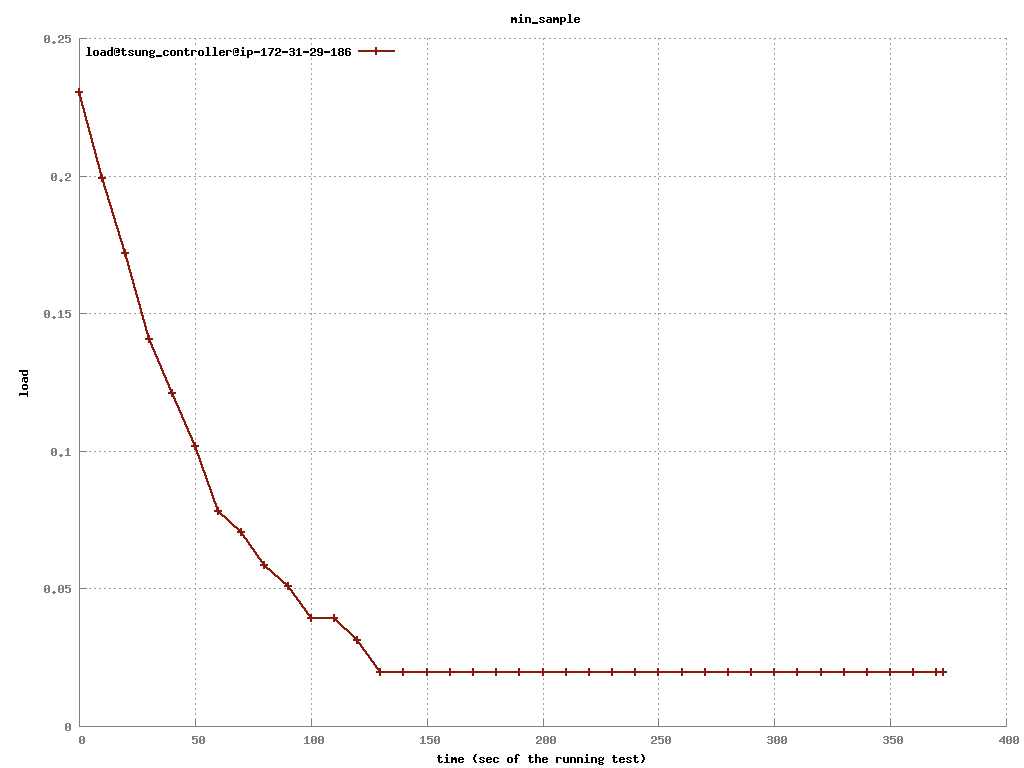 min_sample
0.25
load@tsung_controller@ip-172-31-29-186
0.2
0.15
load
0.1
0.05
0
0 50 100 150 200 250 300 350 400
time (sec of the running test)